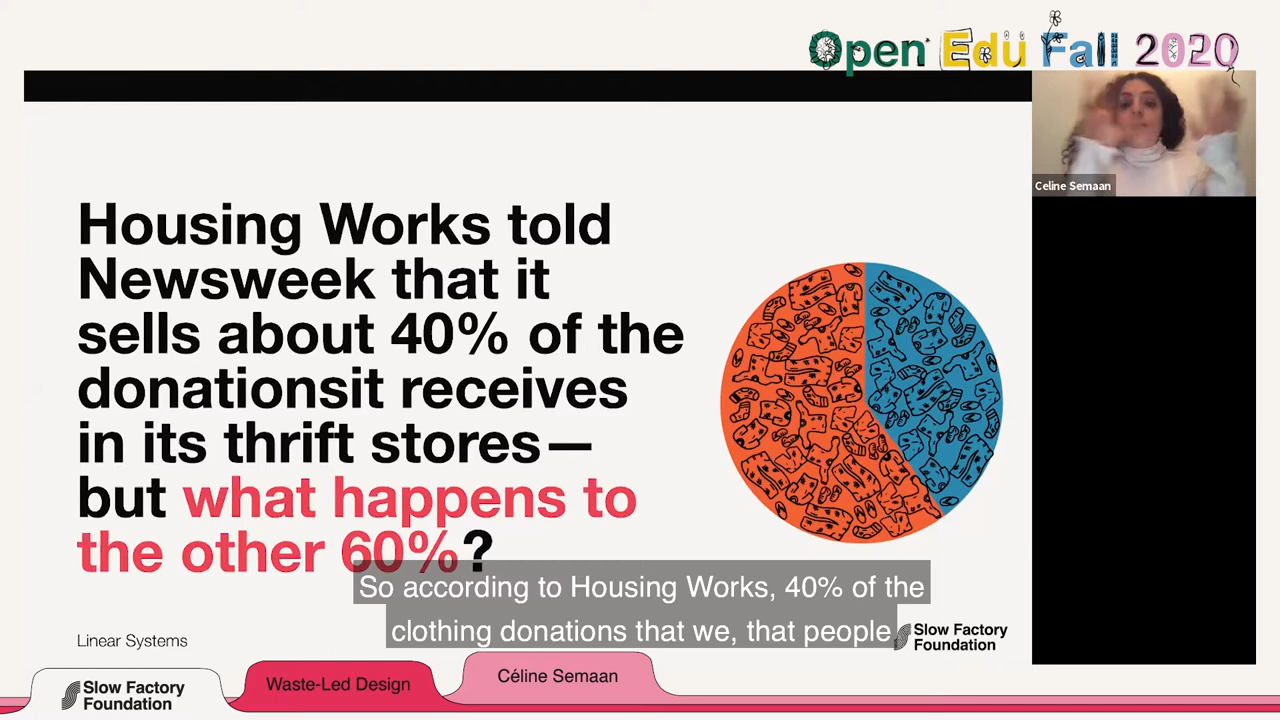 Open Edu Fall 2020
Celine Semaan
Housing Works told
Newsweek that it
sells about 40% of the
donationsit receives
in its thrift stores—
but what happens to
the other 60%?
So according to Housing Works, 40% of the
clothing donations that we, that people
Linear Systems
Slow Factory
Foundation
Slow Factory
Foundation
Waste-Led Design
Céline Semaan